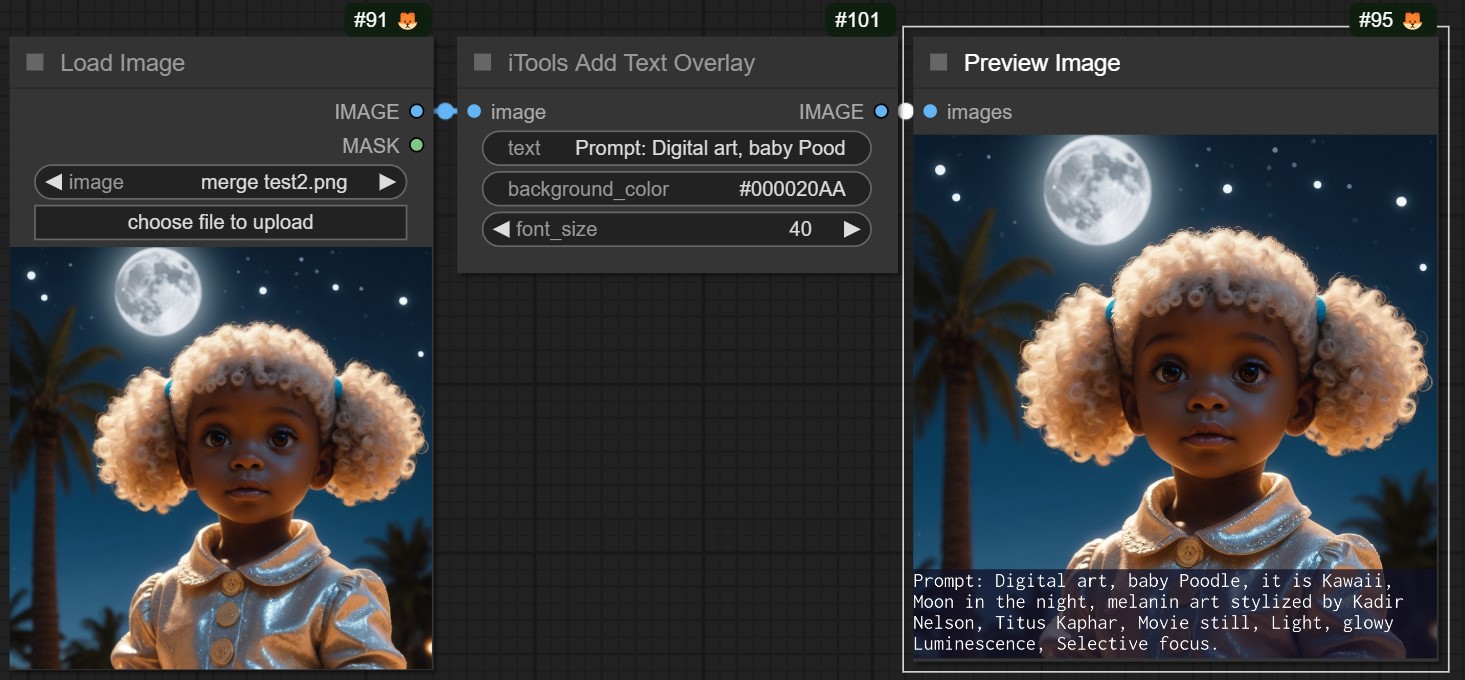 #91
Load Image
IMAGE
MASK
image merge test2.png
choose file to upload
#101
iTools Add Text Overlay
image IMAGE
text Prompt: Digital art, baby Pood
background_color #000020AA
font_size 40
#95
Preview Image
images
Prompt: Digital art, baby Poodle, it is Kawaii,
Moon in the night, melanin art stylized by Kadir
Nelson, Titus Kaphar, Movie still, Light, glowy
Luminescence, Selective focus.